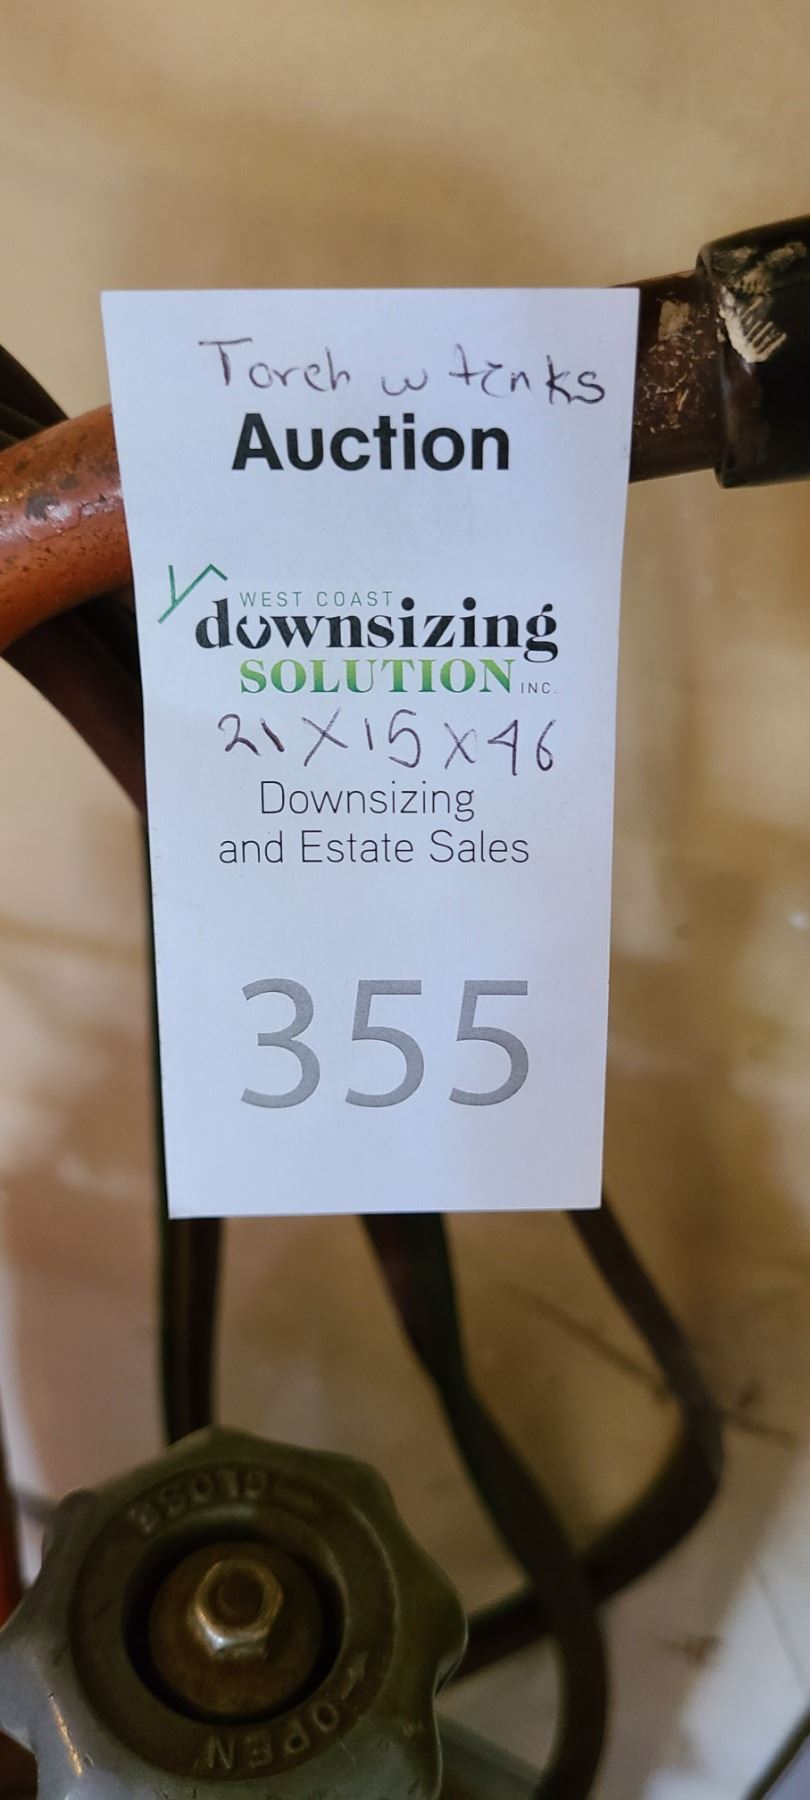 Torch w tanks
Auction
WEST COAST
downsizing
SOLUTION INC.
21 X 15 X 46
Downsizing
and Estate Sales
355
CLOSE
OPEN